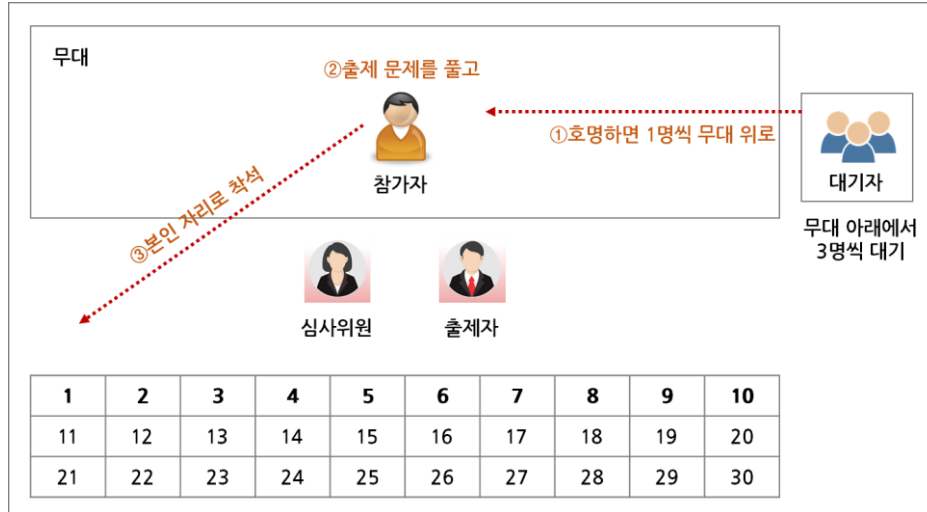 무대
②출제 문제를 풀고
①호명하면 1명씩 무대 위로
참가자
대기자
③본인 자리로 착석
무대 아래에서
3명씩 대기
심사위원
출제자
1 2 3 4 5 6 7 8 9 10
11 12 13 14 15 16 17 18 19 20
21 22 23 24 25 26 27 28 29 30